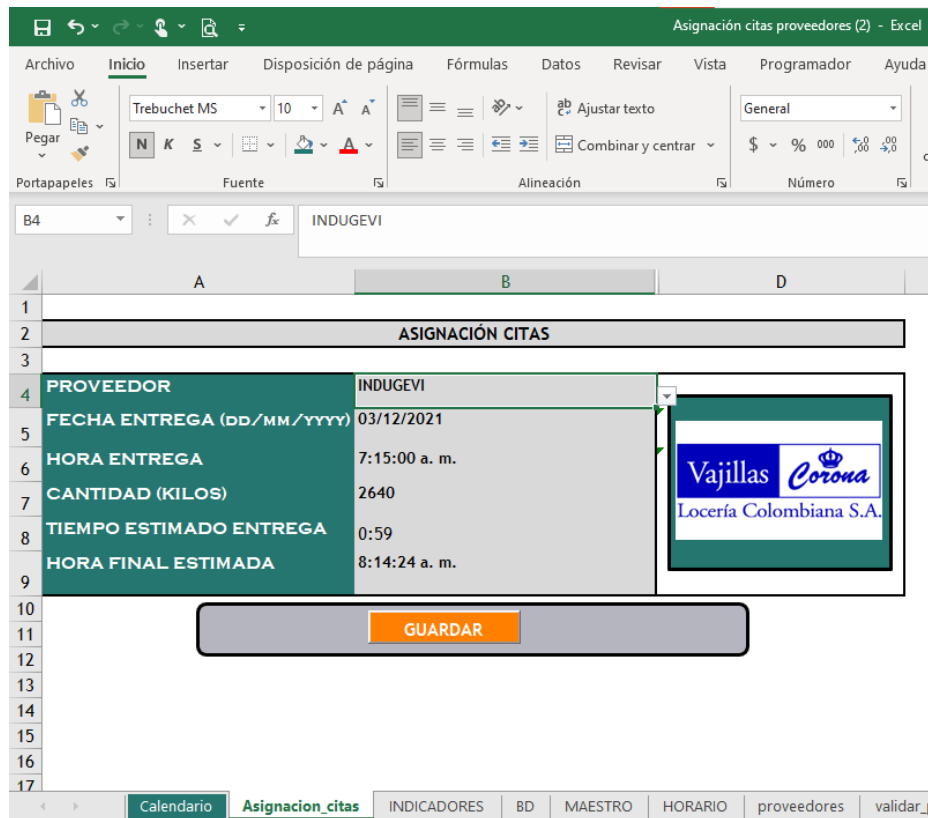 Asignación citas proveedores (2) - Excel
Archivo Inicio Insertar Disposición de página Fórmulas Datos Revisar Vista Programador Ayuda
Pegar Trebuchet MS 10 A A ab Ajustar texto General
N K S A Combinar y centrar $ % 000
Portapapeles Fuente Alineación Número
B4 fx INDUGEVI
A B D
1
2 ASIGNACIÓN CITAS
3
4 PROVEEDOR INDUGEVI
5 FECHA ENTREGA (DD/MM/YYYY) 03/12/2021
6 HORA ENTREGA 7:15:00 a. m.
7 CANTIDAD (KILOS) 2640
8 TIEMPO ESTIMADO ENTREGA 0:59
9 HORA FINAL ESTIMADA 8:14:24 a. m.
Vajillas Corona
Locería Colombiana S.A.
10
11 GUARDAR
12
13
14
15
16
17
Calendario Asignacion_citas INDICADORES BD MAESTRO HORARIO proveedores validar_